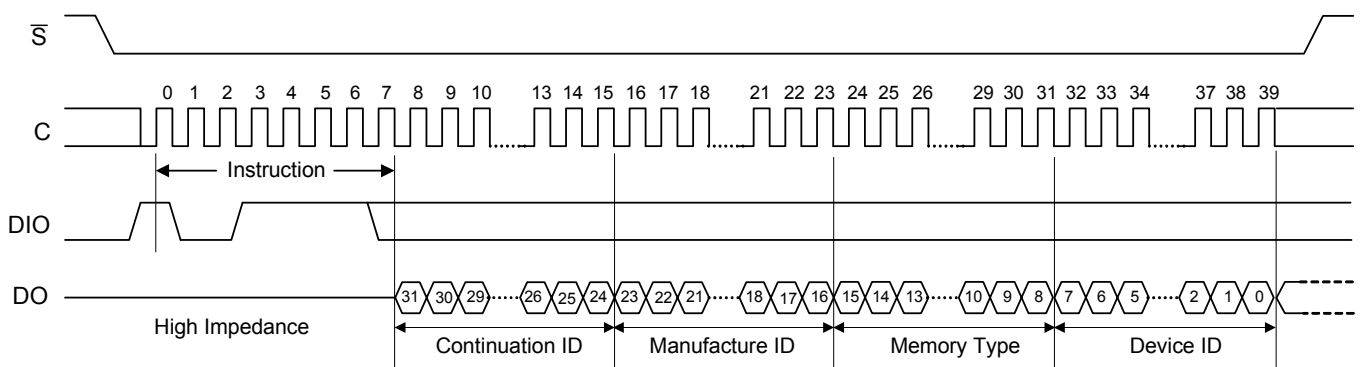 S
0 1 2 3 4 5 6 7 8 9 10 13 14 15 16 17 18 21 22 23 24 25 26 29 30 31 32 33 34 37 38 39
C
Instruction
DIO
DO
31 30 29 26 25 24 23 22 21 18 17 16 15 14 13 10 9 8 7 6 5 2 1 0
High Impedance
Continuation ID Manufacture ID Memory Type Device ID